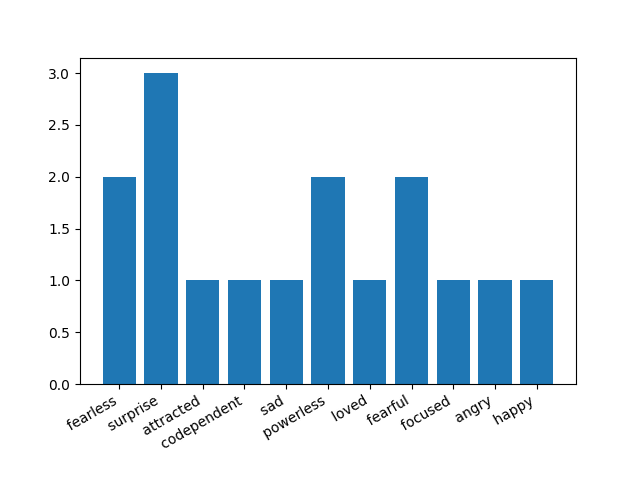 3.0
2.5
2.0
1.5
1.0
0.5
0.0
fearless
surprise
attracted
codependent
sad
powerless
loved
fearful
focused
angry
happy